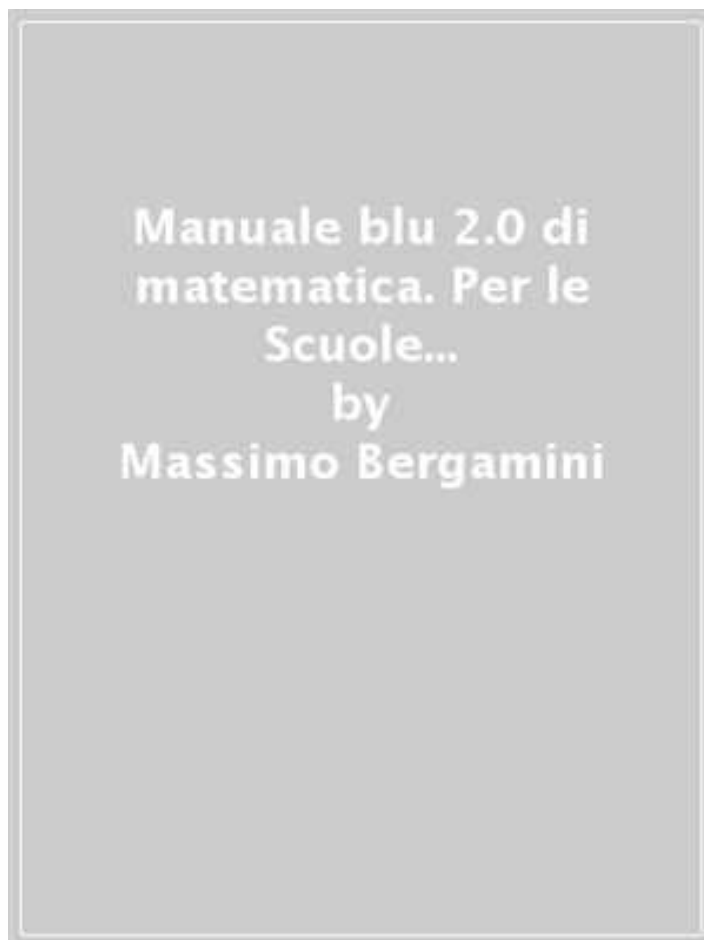 Manuale blu 2.0 di
matematica. Per le
Scuole...
by
Massimo Bergamini